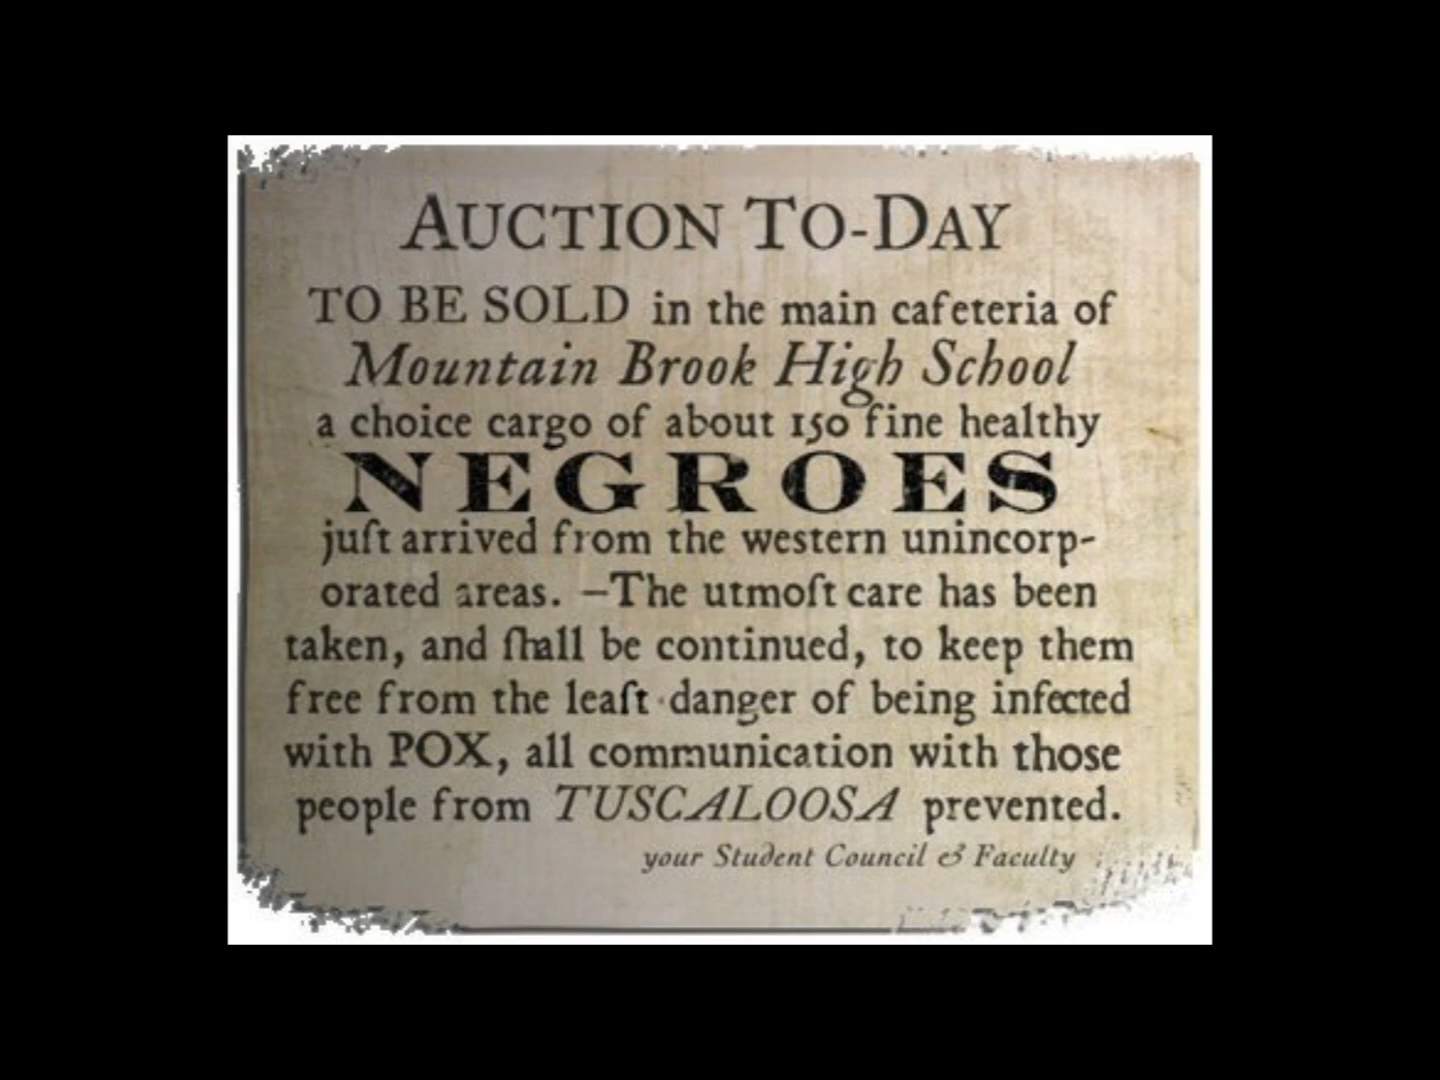 AUCTION TO-DAY
TO BE SOLD in the main cafeteria of
Mountain Brook High School
a choice cargo of about 150 fine healthy
NEGROES
juſt arrived from the western unincorp-
orated areas. –The utmoſt care has been
taken, and ſhall be continued, to keep them
free from the leaſt danger of being infected
with POX, all communication with those
people from TUSCALOOSA prevented.
your Student Council & Faculty